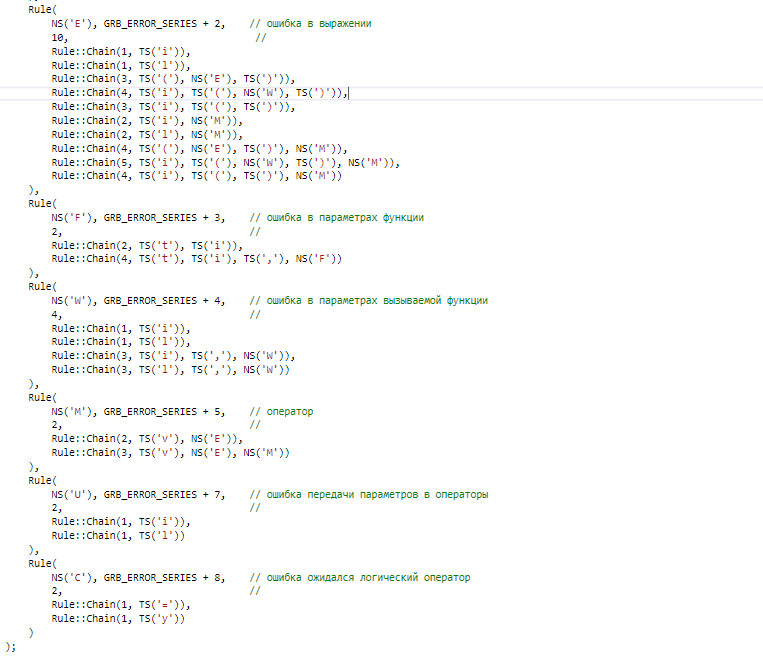 Rule(
NS('E'), GRB_ERROR_SERIES + 2, // ошибка в выражении
10, //
Rule::Chain(1, TS('i')),
Rule::Chain(1, TS('l')),
Rule::Chain(3, TS('('), NS('E'), TS(')')),
Rule::Chain(4, TS('i'), TS('('), NS('W'), TS(')')),
Rule::Chain(3, TS('i'), TS('('), TS(')')),
Rule::Chain(2, TS('i'), NS('M')),
Rule::Chain(2, TS('l'), NS('M')),
Rule::Chain(4, TS('('), NS('E'), TS(')'), NS('M')),
Rule::Chain(5, TS('i'), TS('('), NS('W'), TS(')'), NS('M')),
Rule::Chain(4, TS('i'), TS('('), TS(')'), NS('M'))
),
Rule(
NS('F'), GRB_ERROR_SERIES + 3, // ошибка в параметрах функции
2, //
Rule::Chain(2, TS('t'), TS('i')),
Rule::Chain(4, TS('t'), TS('i'), TS(','), NS('F'))
),
Rule(
NS('W'), GRB_ERROR_SERIES + 4, // ошибка в параметрах вызываемой функции
4, //
Rule::Chain(1, TS('i')),
Rule::Chain(1, TS('l')),
Rule::Chain(3, TS('i'), TS(','), NS('W')),
Rule::Chain(3, TS('l'), TS(','), NS('W'))
),
Rule(
NS('M'), GRB_ERROR_SERIES + 5, // оператор
2, //
Rule::Chain(2, TS('v'), NS('E')),
Rule::Chain(3, TS('v'), NS('E'), NS('M'))
),
Rule(
NS('U'), GRB_ERROR_SERIES + 7, // ошибка передачи параметров в операторы
2, //
Rule::Chain(1, TS('i')),
Rule::Chain(1, TS('l'))
),
Rule(
NS('C'), GRB_ERROR_SERIES + 8, // ошибка ожидался логический оператор
2, //
Rule::Chain(1, TS('=')),
Rule::Chain(1, TS('y'))
)
);